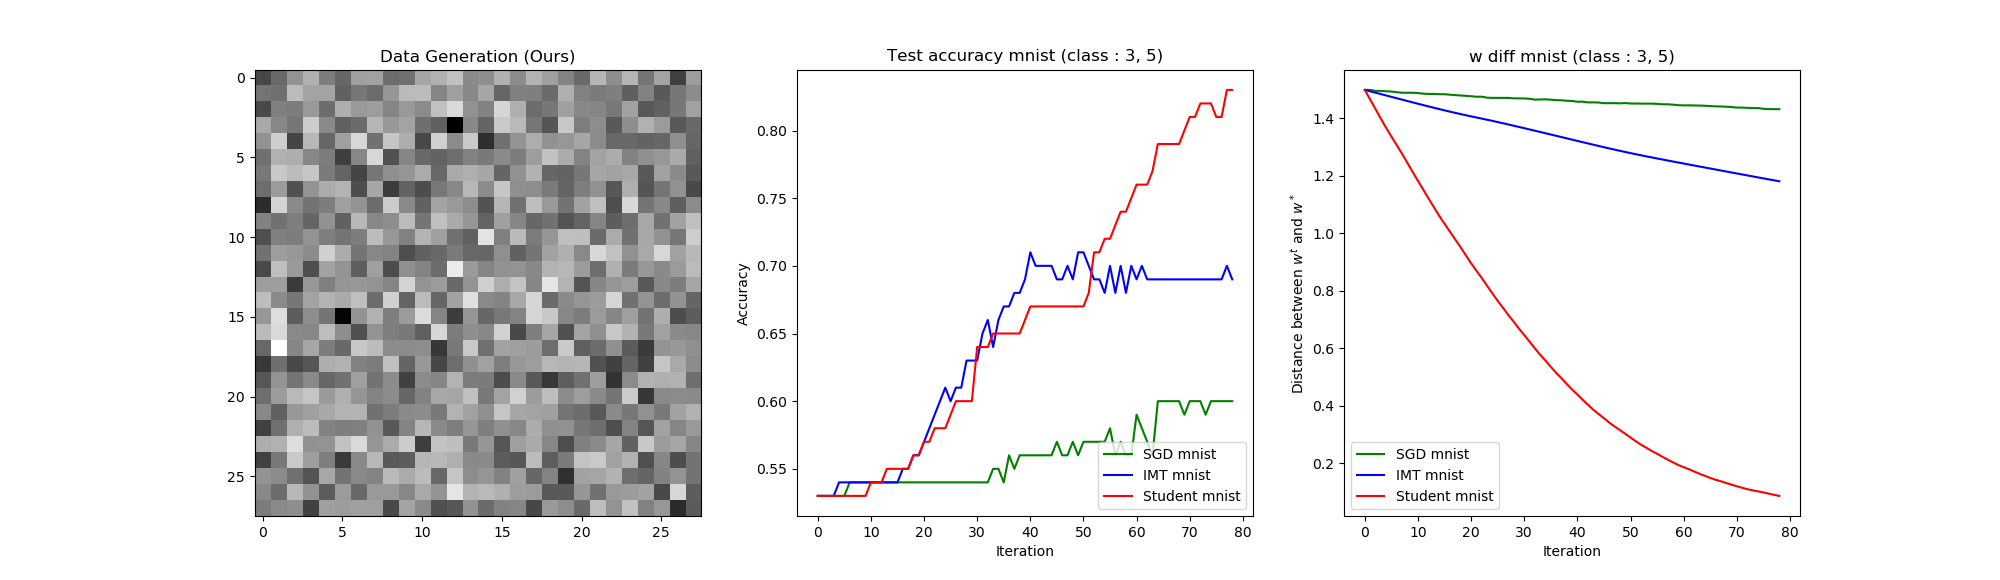 Data Generation (Ours)
0
5
10
15
20
25
0 5 10 15 20 25
Test accuracy mnist (class : 3, 5)
Accuracy
0.80
0.75
0.70
0.65
0.60
0.55
SGD mnist
IMT mnist
Student mnist
0 10 20 30 40 50 60 70 80
Iteration
w diff mnist (class : 3, 5)
Distance between w^t and w^*
1.4
1.2
1.0
0.8
0.6
0.4
0.2
SGD mnist
IMT mnist
Student mnist
0 10 20 30 40 50 60 70 80
Iteration